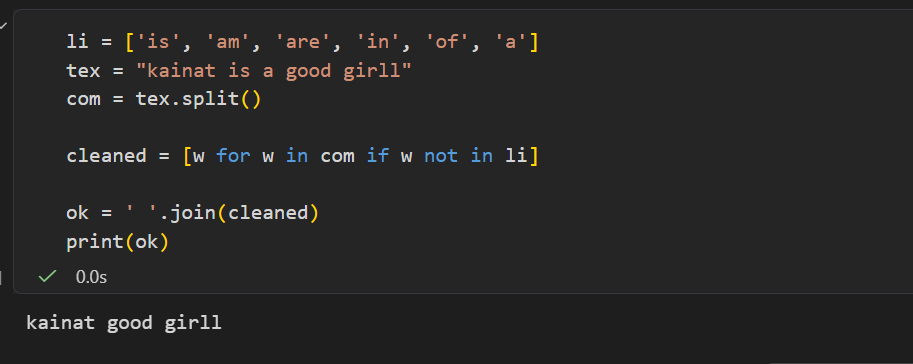 li = ['is', 'am', 'are', 'in', 'of', 'a']
tex = "kainat is a good girll"
com = tex.split()
cleaned = [w for w in com if w not in li]
ok = ' '.join(cleaned)
print(ok)
0.0s
kainat good girll